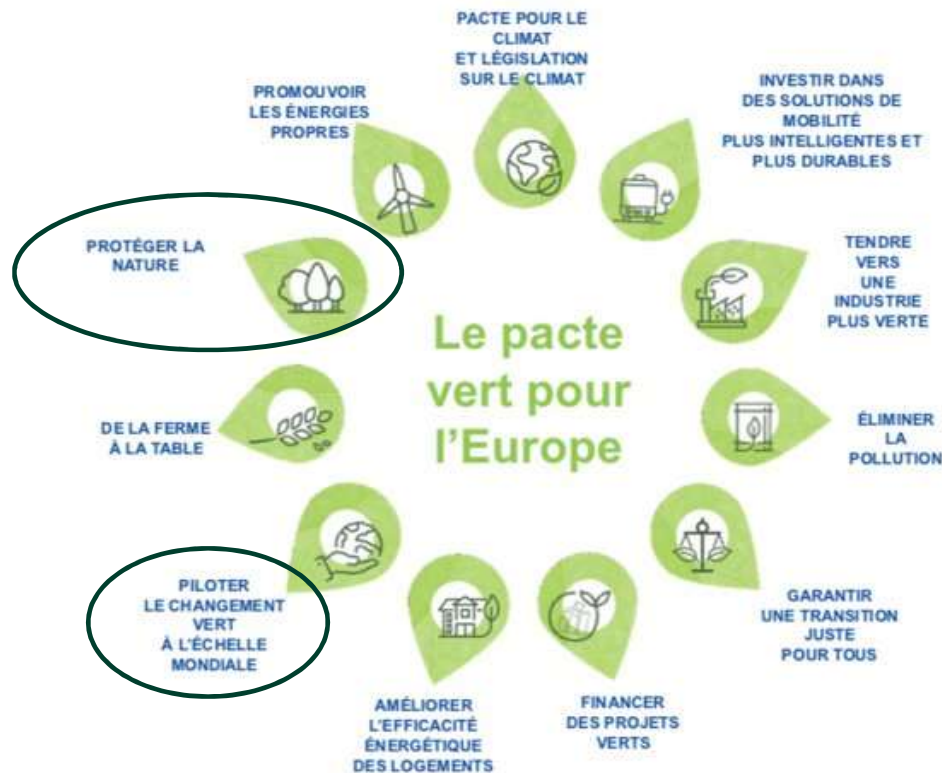 PACTE POUR LE
CLIMAT
ET LÉGISLATION
SUR LE CLIMAT
INVESTIR DANS
DES SOLUTIONS DE
MOBILITÉ
PLUS INTELLIGENTES ET
PLUS DURABLES
TENDRE
VERS
UNE
INDUSTRIE
PLUS VERTE
ÉLIMINER
LA
POLLUTION
GARANTIR
UNE TRANSITION
JUSTE
POUR TOUS
FINANCER
DES PROJETS
VERTS
AMÉLIORER
L'EFFICACITÉ
ÉNERGÉTIQUE
DES LOGEMENTS
PILOTER
LE CHANGEMENT
VERT
À L'ÉCHELLE
MONDIALE
DE LA FERME
À LA TABLE
PROTÉGER LA
NATURE
PROMOUVOIR
LES ÉNERGIES
PROPRES
Le pacte
vert pour
l'Europe